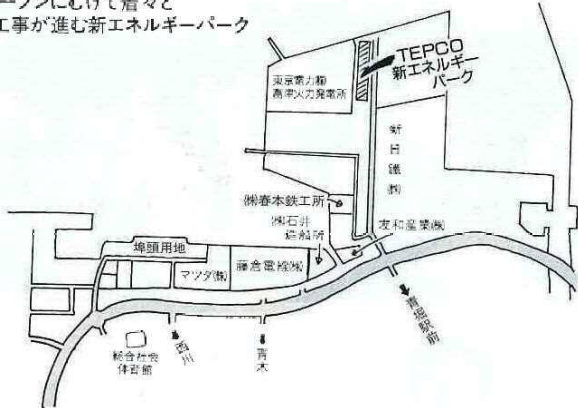 ープンにむけて着々と
工事が進む新エネルギーパーク
TEPCO
新エネルギー
パーク
東京電力㈱
富津火力発電所
新日鐵㈱
㈱春本鉄工所
㈱石井
造船所
友和産業㈱
埠頭用地
マツダ㈱
藤倉電線㈱
青堀駅前
総合社会
体育館
西川
青木